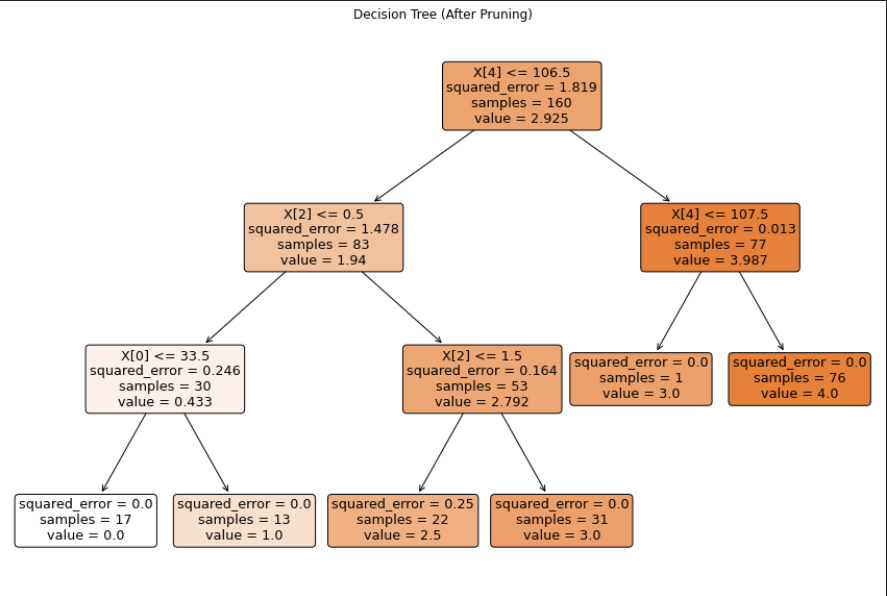 Decision Tree (After Pruning)
X[4] <= 106.5
squared_error = 1.819
samples = 160
value = 2.925
X[2] <= 0.5
squared_error = 1.478
samples = 83
value = 1.94
X[4] <= 107.5
squared_error = 0.013
samples = 77
value = 3.987
X[0] <= 33.5
squared_error = 0.246
samples = 30
value = 0.433
X[2] <= 1.5
squared_error = 0.164
samples = 53
value = 2.792
squared_error = 0.0
samples = 1
value = 3.0
squared_error = 0.0
samples = 76
value = 4.0
squared_error = 0.0
samples = 17
value = 0.0
squared_error = 0.0
samples = 13
value = 1.0
squared_error = 0.25
samples = 22
value = 2.5
squared_error = 0.0
samples = 31
value = 3.0